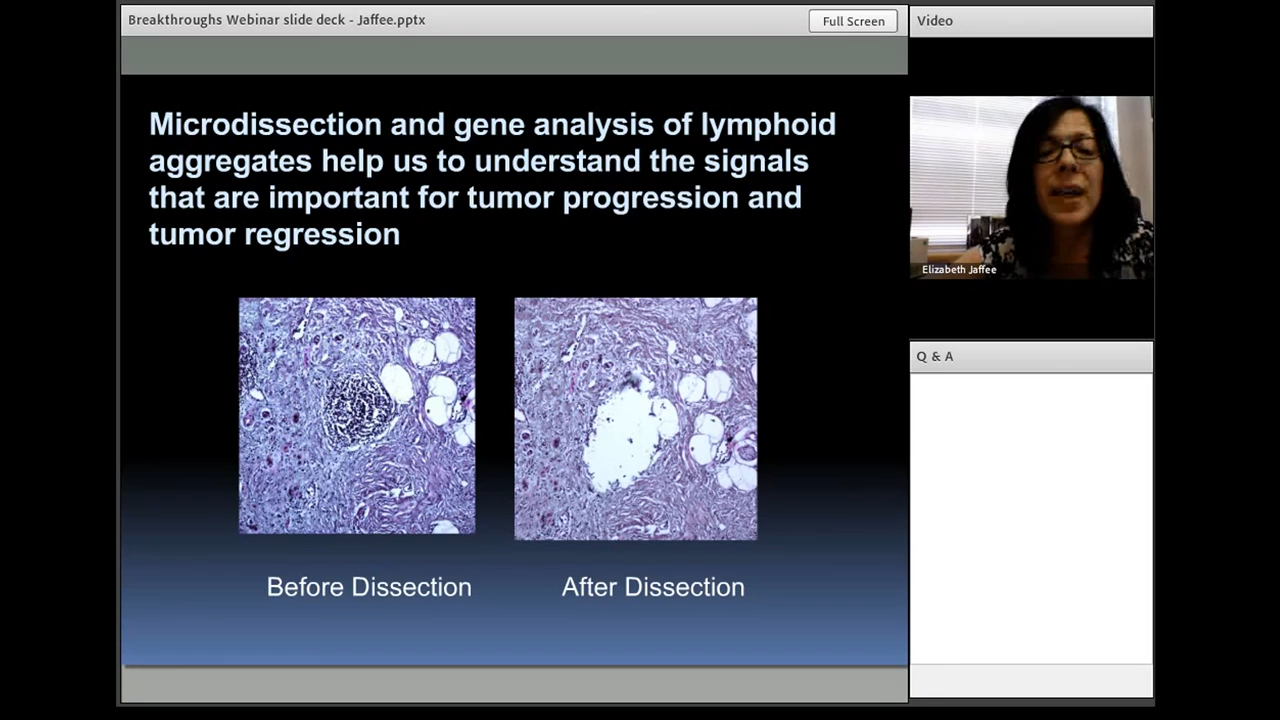 Breakthroughs Webinar slide deck - Jaffee.pptx
Full Screen
Video
Microdissection and gene analysis of lymphoid
aggregates help us to understand the signals
that are important for tumor progression and
tumor regression
Elizabeth Jaffee
Q & A
Before Dissection
After Dissection